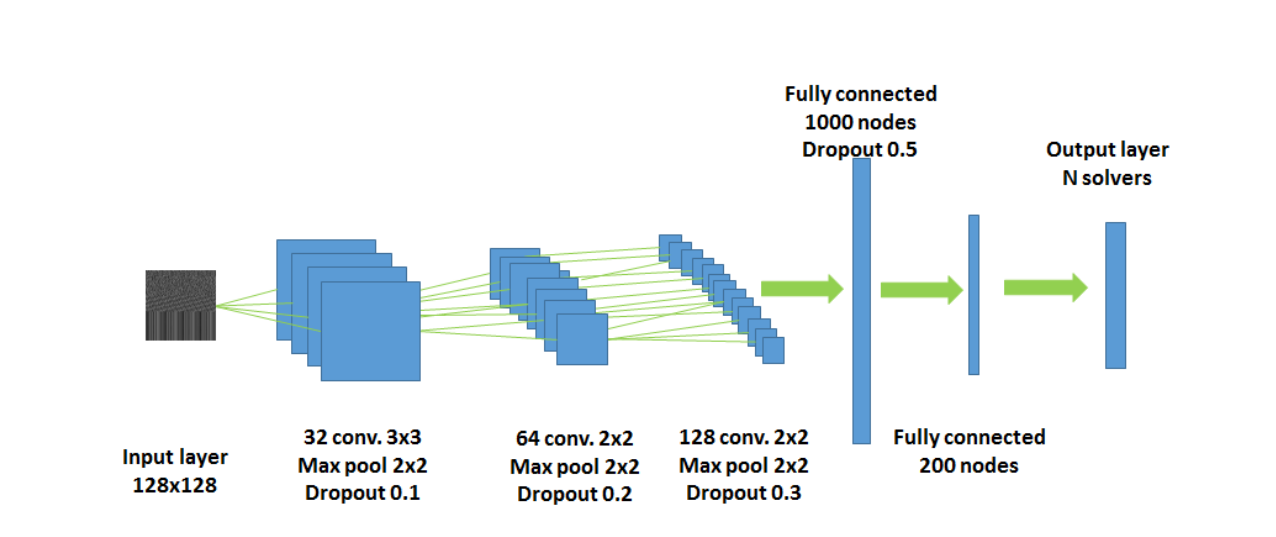 Input layer
128x128
32 conv. 3x3
Max pool 2x2
Dropout 0.1
64 conv. 2x2
Max pool 2x2
Dropout 0.2
128 conv. 2x2
Max pool 2x2
Dropout 0.3
Fully connected
1000 nodes
Dropout 0.5
Fully connected
200 nodes
Output layer
N solvers